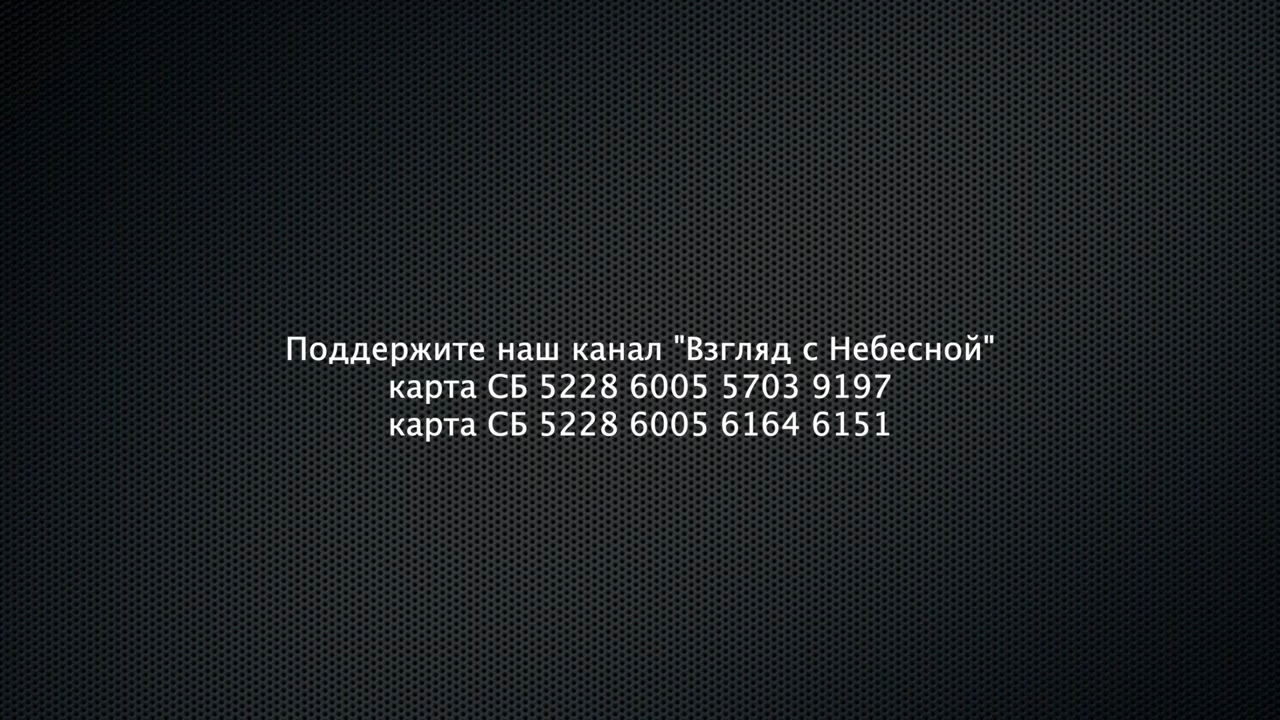 Поддержите наш канал "Взгляд с Небесной"
карта СБ 5228 6005 5703 9197
карта СБ 5228 6005 6164 6151